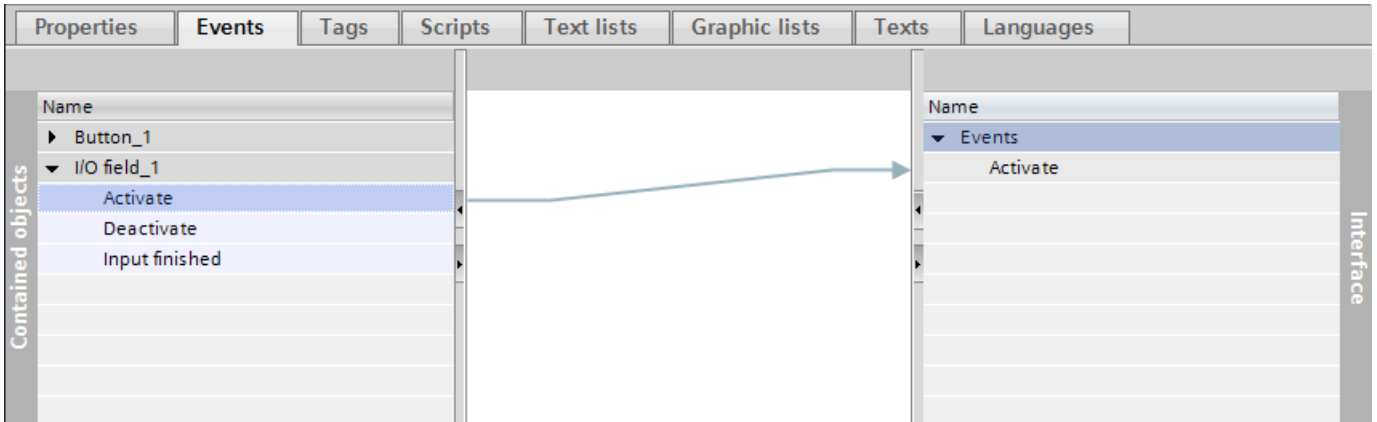 Properties Events Tags Scripts Text lists Graphic lists Texts Languages
Contained objects
Name
Button_1
I/O field_1
Activate
Deactivate
Input finished
Name
Events
Activate
Interface